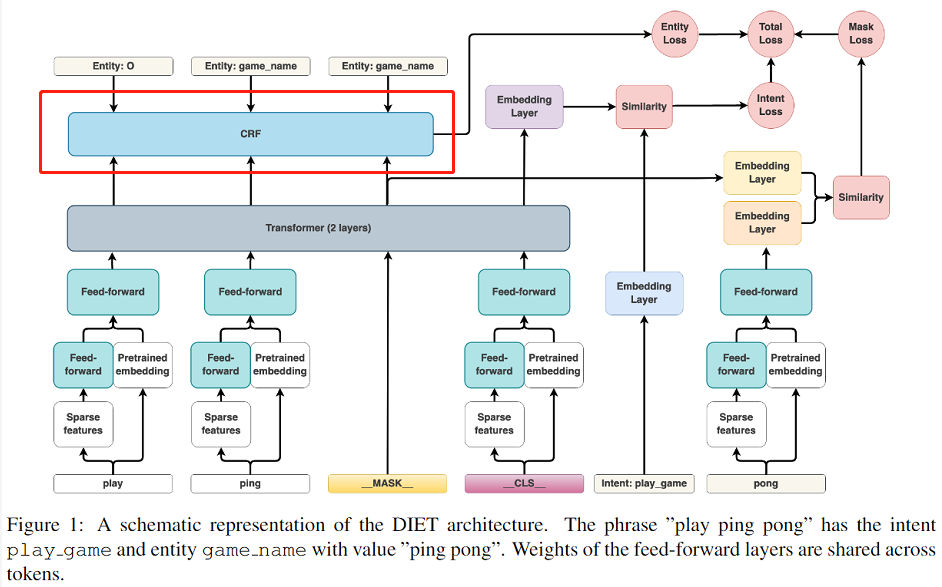 Entity Loss
Total Loss
Mask Loss
Entity: O
Entity: game_name
Entity: game_name
Embedding Layer
Similarity
Intent Loss
CRF
Embedding Layer
Similarity
Embedding Layer
Transformer (2 layers)
Feed-forward
Feed-forward
Feed-forward
Embedding Layer
Feed-forward
Feed-forward
Pretrained embedding
Feed-forward
Pretrained embedding
Feed-forward
Pretrained embedding
Feed-forward
Pretrained embedding
Sparse features
Sparse features
Sparse features
Sparse features
play
ping
__MASK__
__CLS__
Intent: play_game
pong
Figure 1: A schematic representation of the DIET architecture. The phrase ”play ping pong” has the intent
play_game and entity game_name with value ”ping pong”. Weights of the feed-forward layers are shared across
tokens.